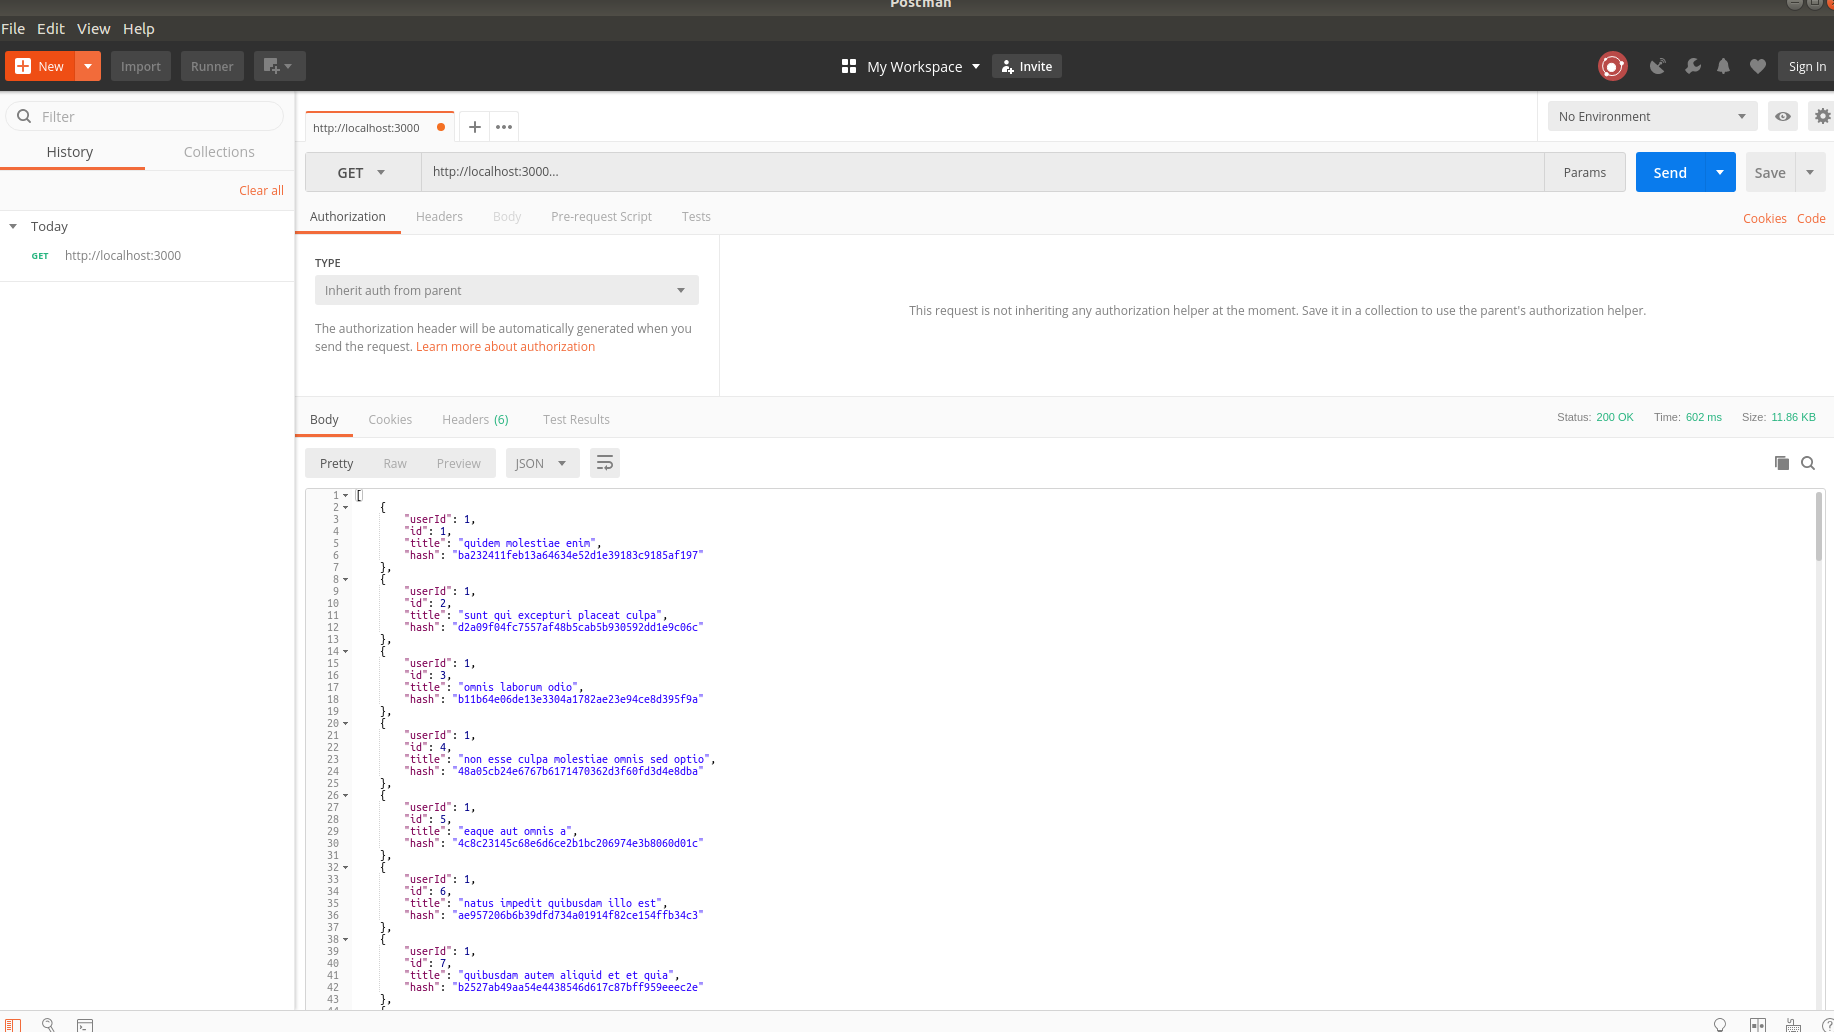 Postman
File Edit View Help
New Import Runner My Workspace Invite Sign In
Filter
History Collections
Clear all
Today
GET http://localhost:3000
http://localhost:3000 + •••
No Environment
GET http://localhost:3000... Params Send Save
Authorization Headers Body Pre-request Script Tests Cookies Code
TYPE
Inherit auth from parent
The authorization header will be automatically generated when you
send the request. Learn more about authorization
This request is not inheriting any authorization helper at the moment. Save it in a collection to use the parent's authorization helper.
Body Cookies Headers (6) Test Results Status: 200 OK Time: 602 ms Size: 11.86 KB
Pretty Raw Preview JSON
1 [
2 {
3 "userId": 1,
4 "id": 1,
5 "title": "quidem molestiae enim",
6 "hash": "ba232411feb13a64634e52d1e39183c9185af197"
7 },
8 {
9 "userId": 1,
10 "id": 2,
11 "title": "sunt qui excepturi placeat culpa",
12 "hash": "d2a09f04fc7557af48b5cab5b930592dd1e9c06c"
13 },
14 {
15 "userId": 1,
16 "id": 3,
17 "title": "omnis laborum odio",
18 "hash": "b11b64e06de13e3304a1782ae23e94ce8d395f9a"
19 },
20 {
21 "userId": 1,
22 "id": 4,
23 "title": "non esse culpa molestiae omnis sed optio",
24 "hash": "48a05cb24e6767b6171470362d3f60fd3d4e8dba"
25 },
26 {
27 "userId": 1,
28 "id": 5,
29 "title": "eaque aut omnis a",
30 "hash": "4c8c23145c68e6d6ce2b1bc206974e3b8060d01c"
31 },
32 {
33 "userId": 1,
34 "id": 6,
35 "title": "natus impedit quibusdam illo est",
36 "hash": "ae957206b6b39dfd734a01914f82ce154ffb34c3"
37 },
38 {
39 "userId": 1,
40 "id": 7,
41 "title": "quibusdam autem aliquid et et quia",
42 "hash": "b2527ab49aa54e4438546d617c87bff959eeec2e"
43 },